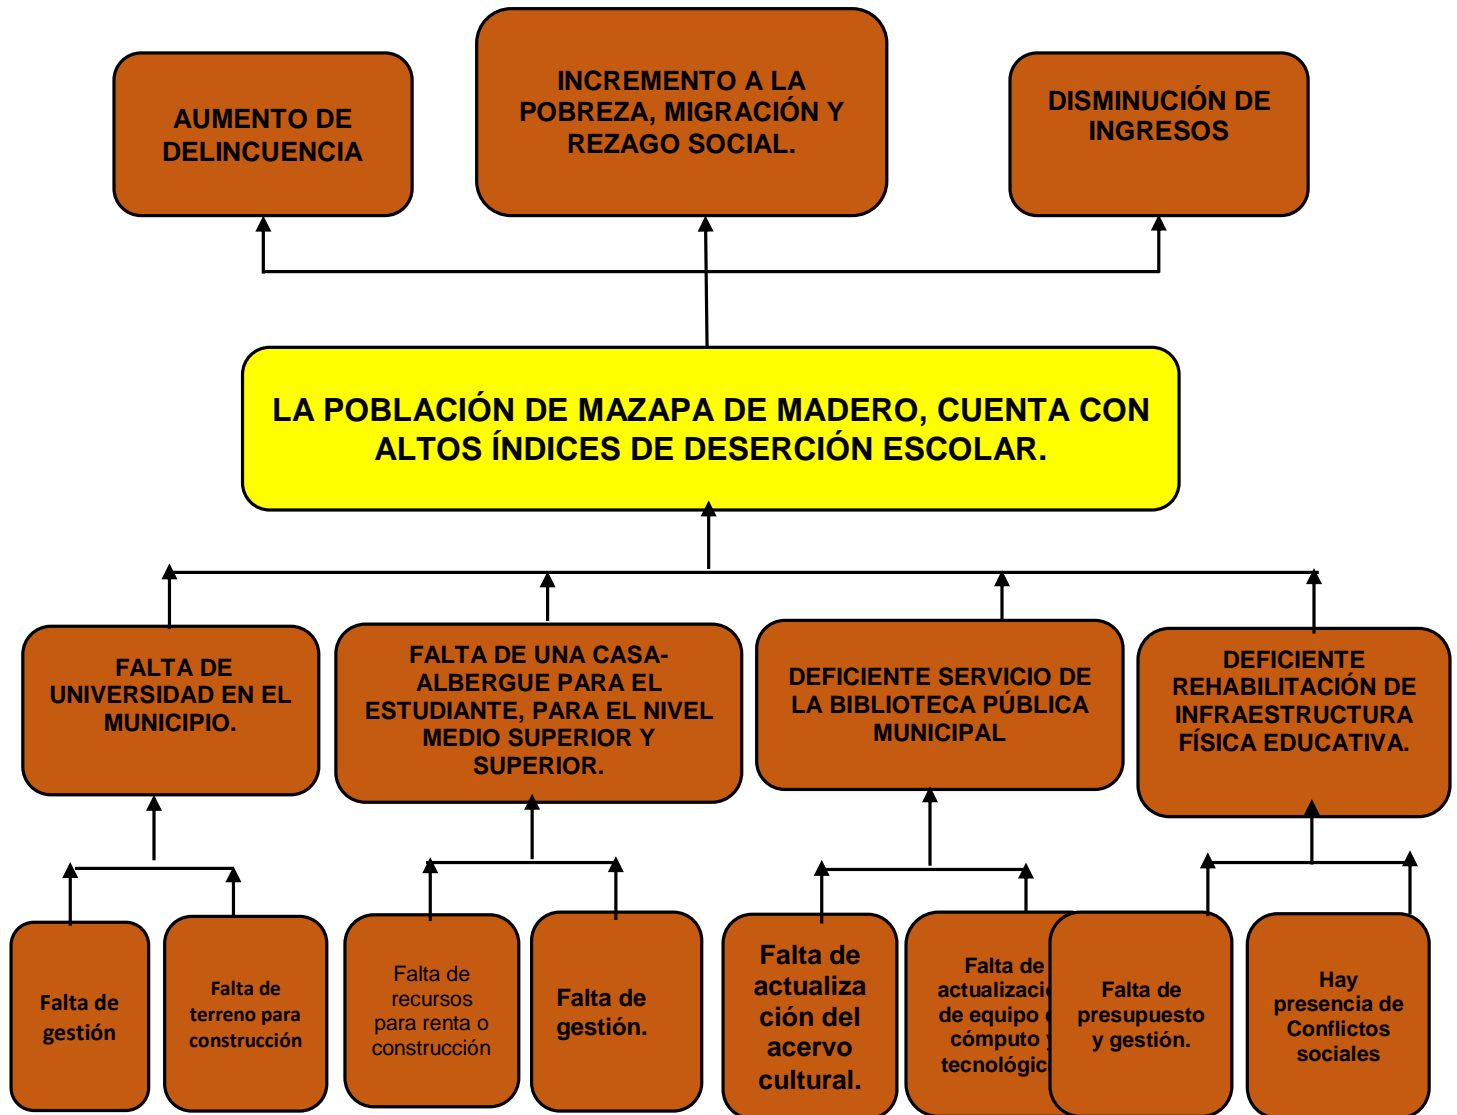 AUMENTO DE
DELINCUENCIA
INCREMENTO A LA
POBREZA, MIGRACIÓN Y
REZAGO SOCIAL.
DISMINUCIÓN DE
INGRESOS
LA POBLACIÓN DE MAZAPA DE MADERO, CUENTA CON
ALTOS ÍNDICES DE DESERCIÓN ESCOLAR.
FALTA DE
UNIVERSIDAD EN EL
MUNICIPIO.
FALTA DE UNA CASA-
ALBERGUE PARA EL
ESTUDIANTE, PARA EL NIVEL
MEDIO SUPERIOR Y
SUPERIOR.
DEFICIENTE SERVICIO DE
LA BIBLIOTECA PÚBLICA
MUNICIPAL
DEFICIENTE
REHABILITACIÓN DE
INFRAESTRUCTURA
FÍSICA EDUCATIVA.
Falta de
gestión
Falta de
terreno para
construcción
Falta de
recursos
para renta o
construcción
Falta de
gestión.
Falta de
actualiza
ción del
acervo
cultural.
Falta de
de equipo
cómputo y
Falta de
presupuesto
y gestión.
Hay
presencia de
Conflictos
sociales